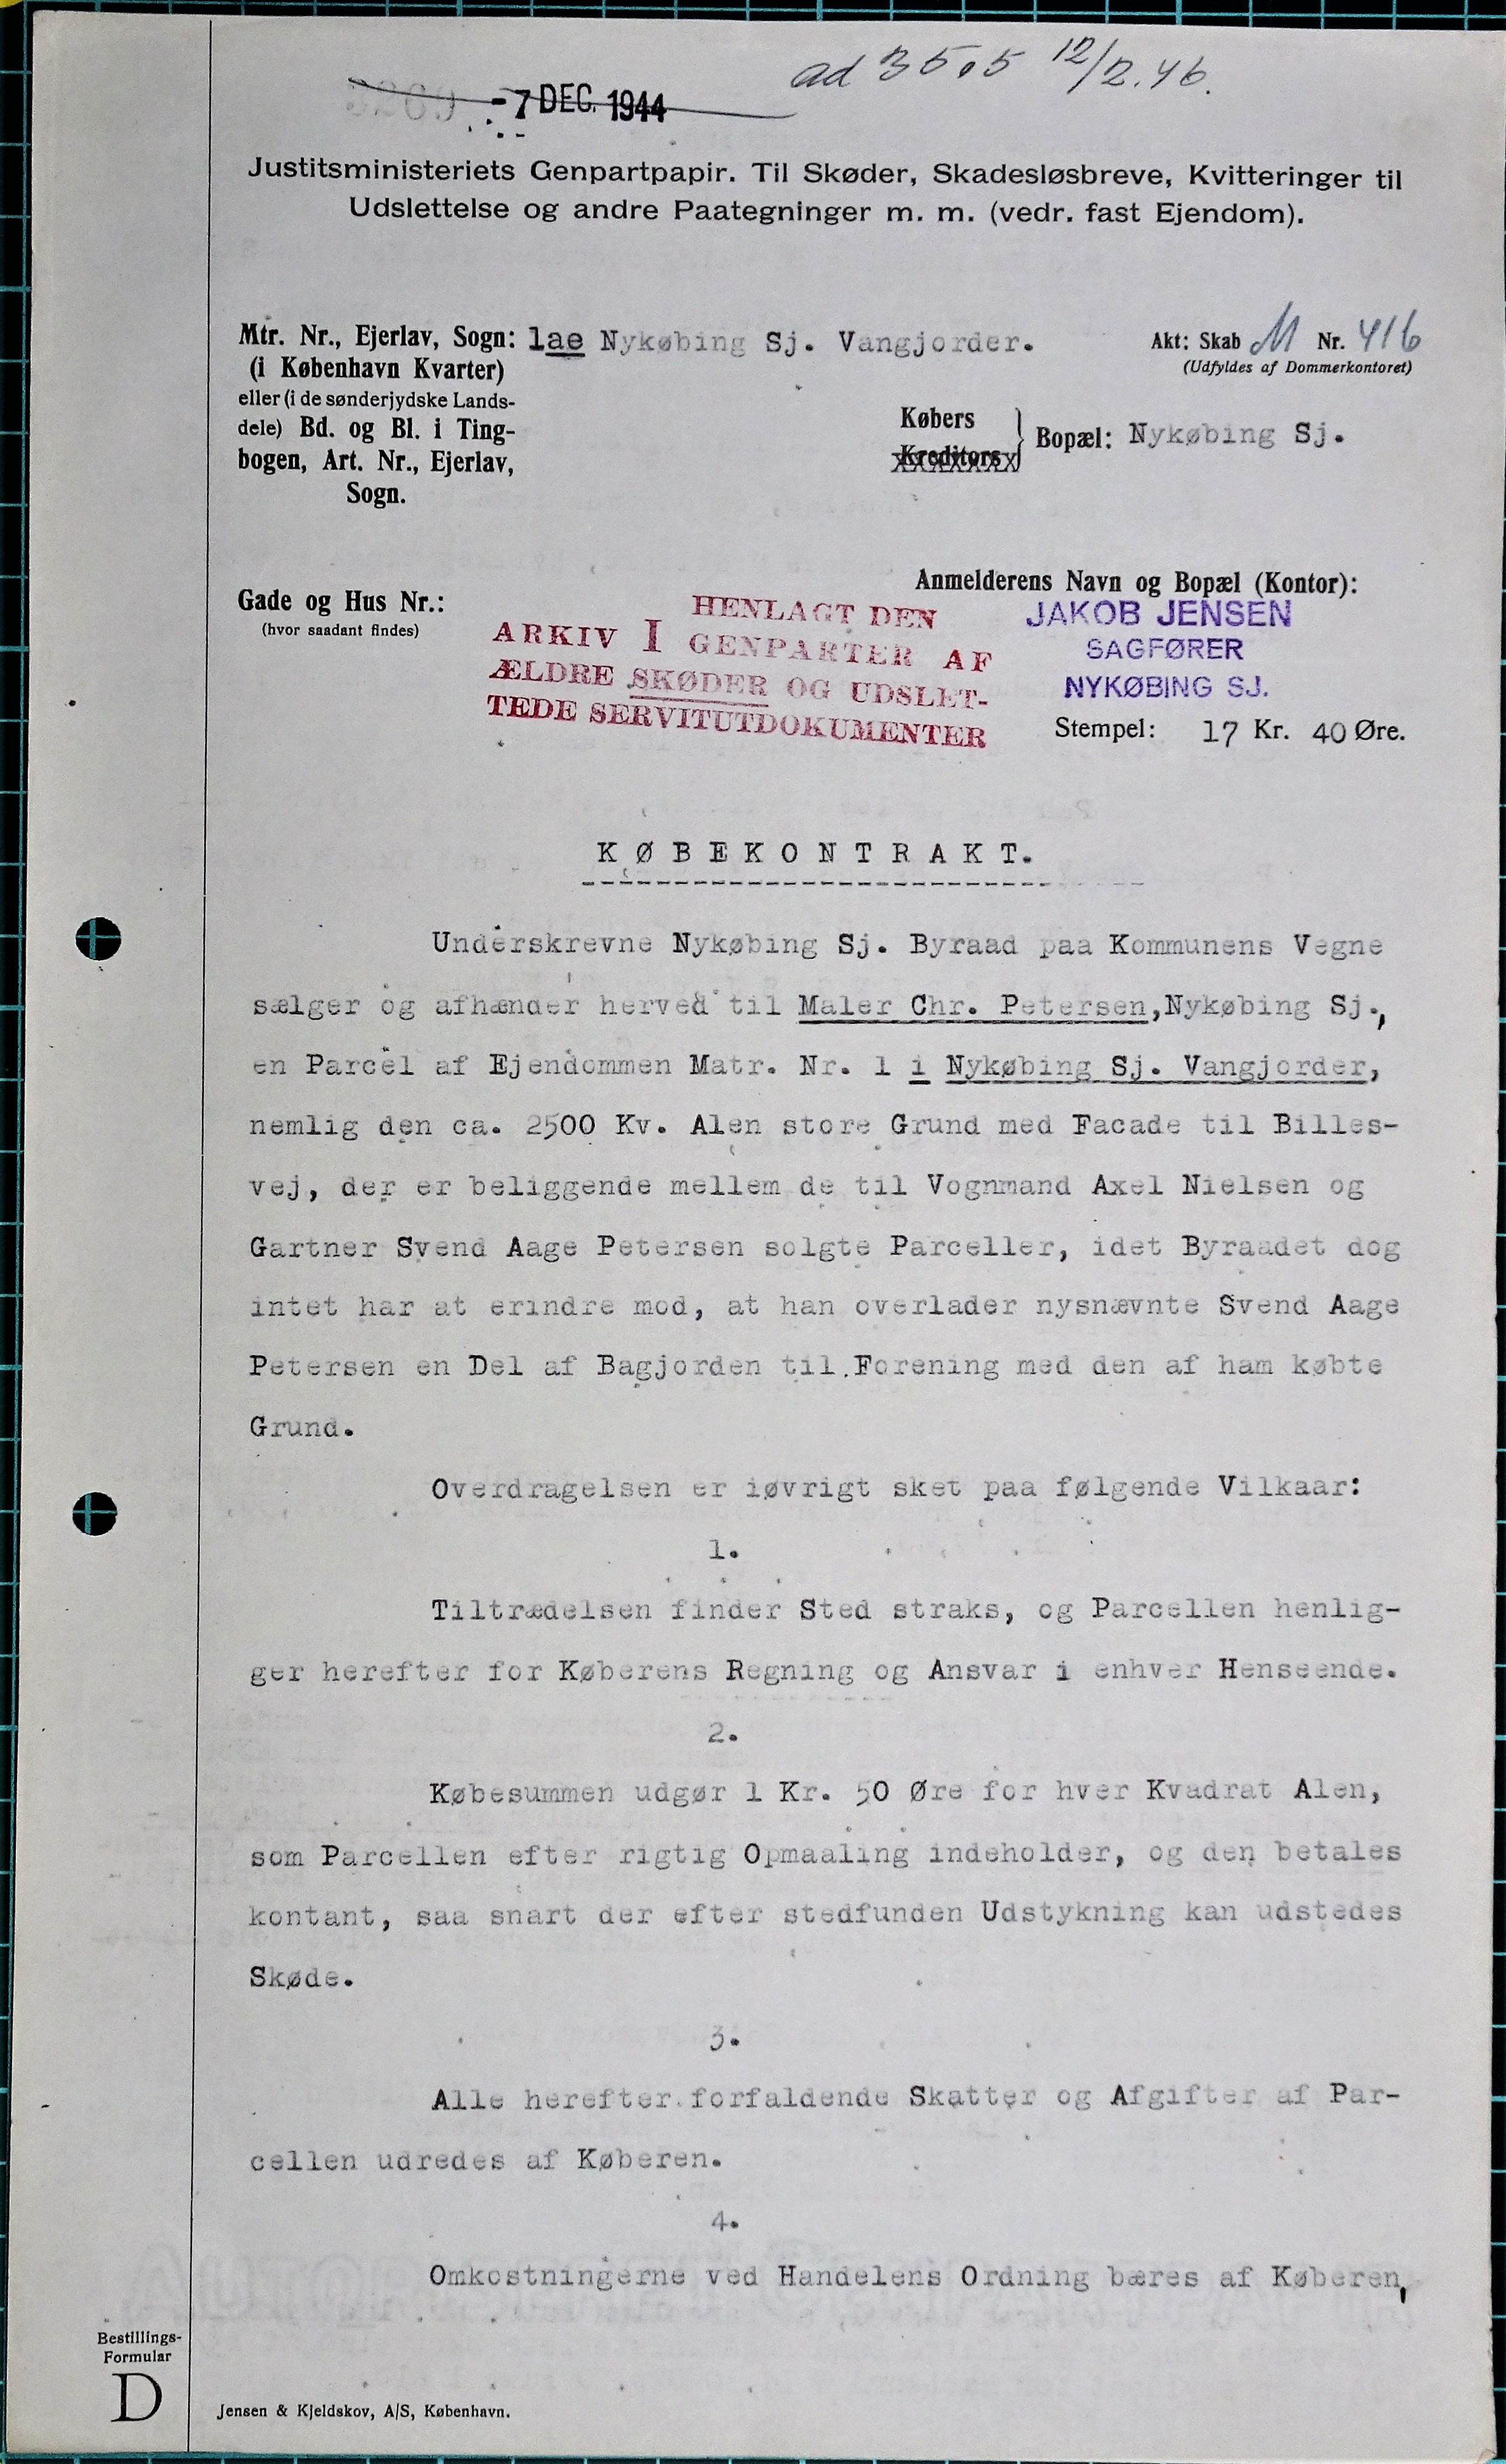 ad 3505 12/2.46.
3269 -7 DEC. 1944
Justitsministeriets Genpartpapir. Til Skøder, Skadesløsbreve, Kvitteringer til
Udslettelse og andre Paategninger m. m. (vedr. fast Ejendom).
Mtr. Nr., Ejerlav, Sogn: 1ae Nykøbing Sj. Vangjorder.
(i København Kvarter)
eller (i de sønderjydske Lands-
dele) Bd. og Bl. i Ting-
bogen, Art. Nr., Ejerlav,
Sogn.
Akt: Skab M Nr. 416
(Udfyldes af Dommerkontoret)
Købers
Kreditors
Bopæl: Nykøbing Sj.
Gade og Hus Nr.:
(hvor saadant findes)
HENLAGT DEN
ARKIV I GENPARTER AF
ÆLDRE SKØDER OG UDSLET-
TEDE SERVITUTDOKUMENTER
Anmelderens Navn og Bopæl (Kontor):
JAKOB JENSEN
SAGFØRER
NYKØBING SJ.
Stempel: 17 Kr. 40 Øre.
KØBEKONTRAKT.
Underskrevne Nykøbing Sj. Byraad paa Kommunens Vegne
sælger og afhænder herved til Maler Chr. Petersen, Nykøbing Sj.,
en Parcel af Ejendommen Matr. Nr. 1 i Nykøbing Sj. Vangjorder,
nemlig den ca. 2500 Kv. Alen store Grund med Facade til Billes-
vej, der er beliggende mellem de til Vognmand Axel Nielsen og
Gartner Svend Aage Petersen solgte Parceller, idet Byraadet dog
intet har at erindre mod, at han overlader nysnævnte Svend Aage
Petersen en Del af Bagjorden til Forening med den af ham købte
Grund.
Overdragelsen er iøvrigt sket paa følgende Vilkaar:
1.
Tiltrædelsen finder Sted straks, og Parcellen henlig-
ger herefter for Køberens Regning og Ansvar i enhver Henseende.
2.
Købesummen udgør 1 Kr. 50 Øre for hver Kvadrat Alen,
som Parcellen efter rigtig Opmaaling indeholder, og den betales
kontant, saa snart der efter stedfunden Udstykning kan udstedes
Skøde.
3.
Alle herefter forfaldende Skatter og Afgifter af Par-
cellen udredes af Køberen.
4.
Omkostningerne ved Handelens Ordning bæres af Køberen,
Bestillings-
Formular
D
Jensen & Kjeldskov, A/S, København.